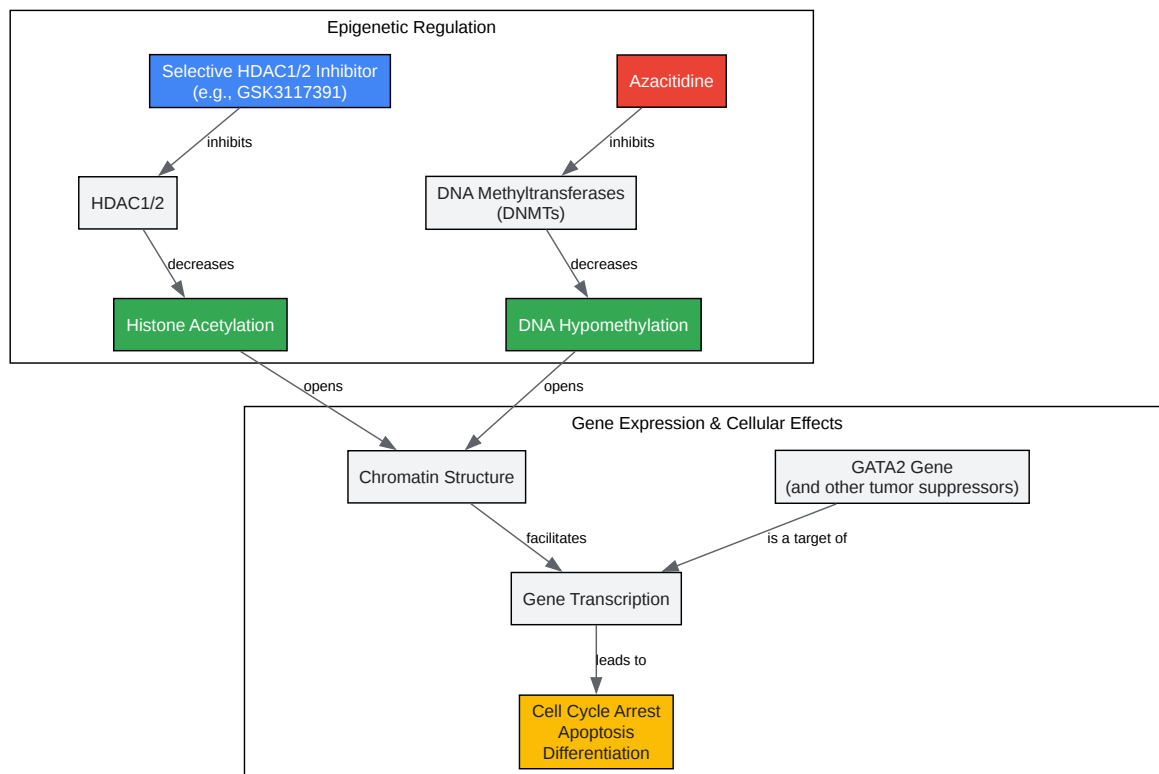 Epigenetic Regulation
Selective HDAC1/2 Inhibitor
(e.g., GSK3117391)
Azacitidine
inhibits
inhibits
HDAC1/2
DNA Methyltransferases
(DNMTs)
decreases
decreases
Histone Acetylation
DNA Hypomethylation
opens
opens
Gene Expression & Cellular Effects
Chromatin Structure
GATA2 Gene
(and other tumor suppressors)
facilitates
is a target of
Gene Transcription
leads to
Cell Cycle Arrest
Apoptosis
Differentiation